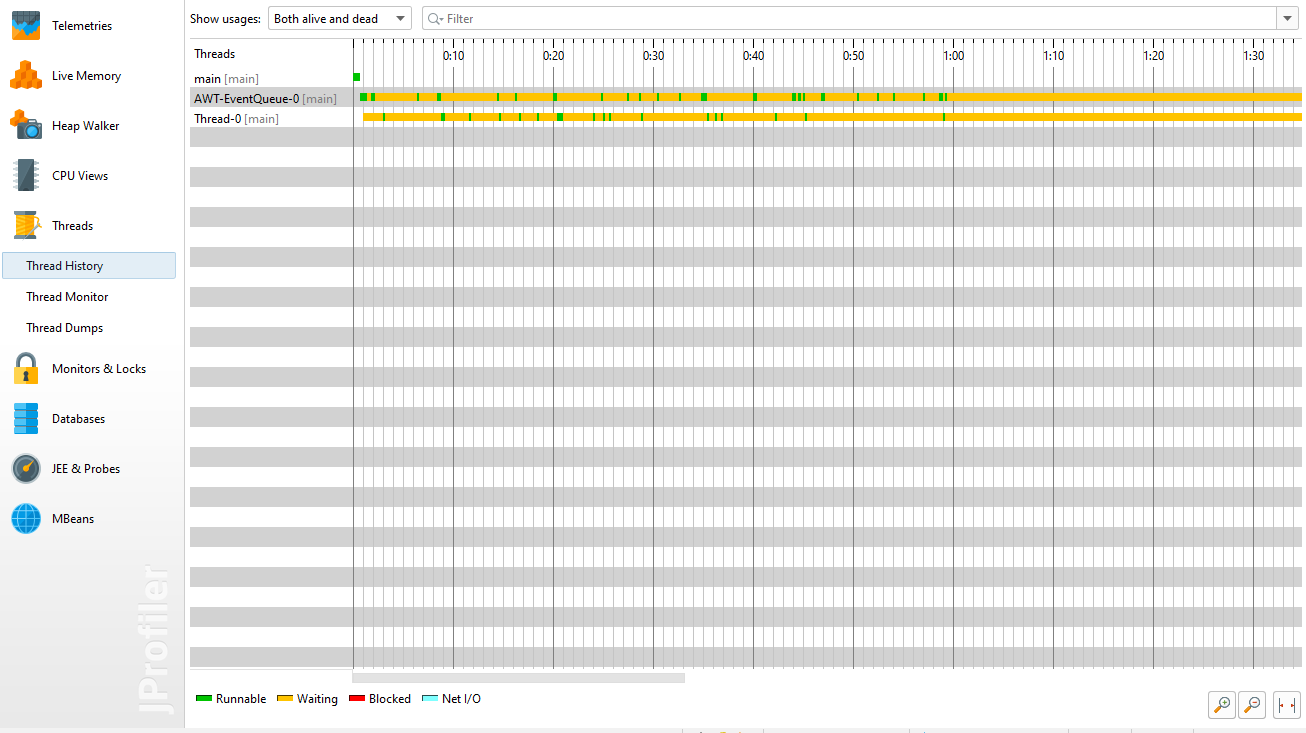 Telemetries
Live Memory
Heap Walker
CPU Views
Threads
Thread History
Thread Monitor
Thread Dumps
Monitors & Locks
Databases
JEE & Probes
MBeans
JProfiler
Show usages: Both alive and dead Filter
Threads 0:10 0:20 0:30 0:40 0:50 1:00 1:10 1:20 1:30
main [main]
AWT-EventQueue-0 [main]
Thread-0 [main]
Runnable Waiting Blocked Net I/O